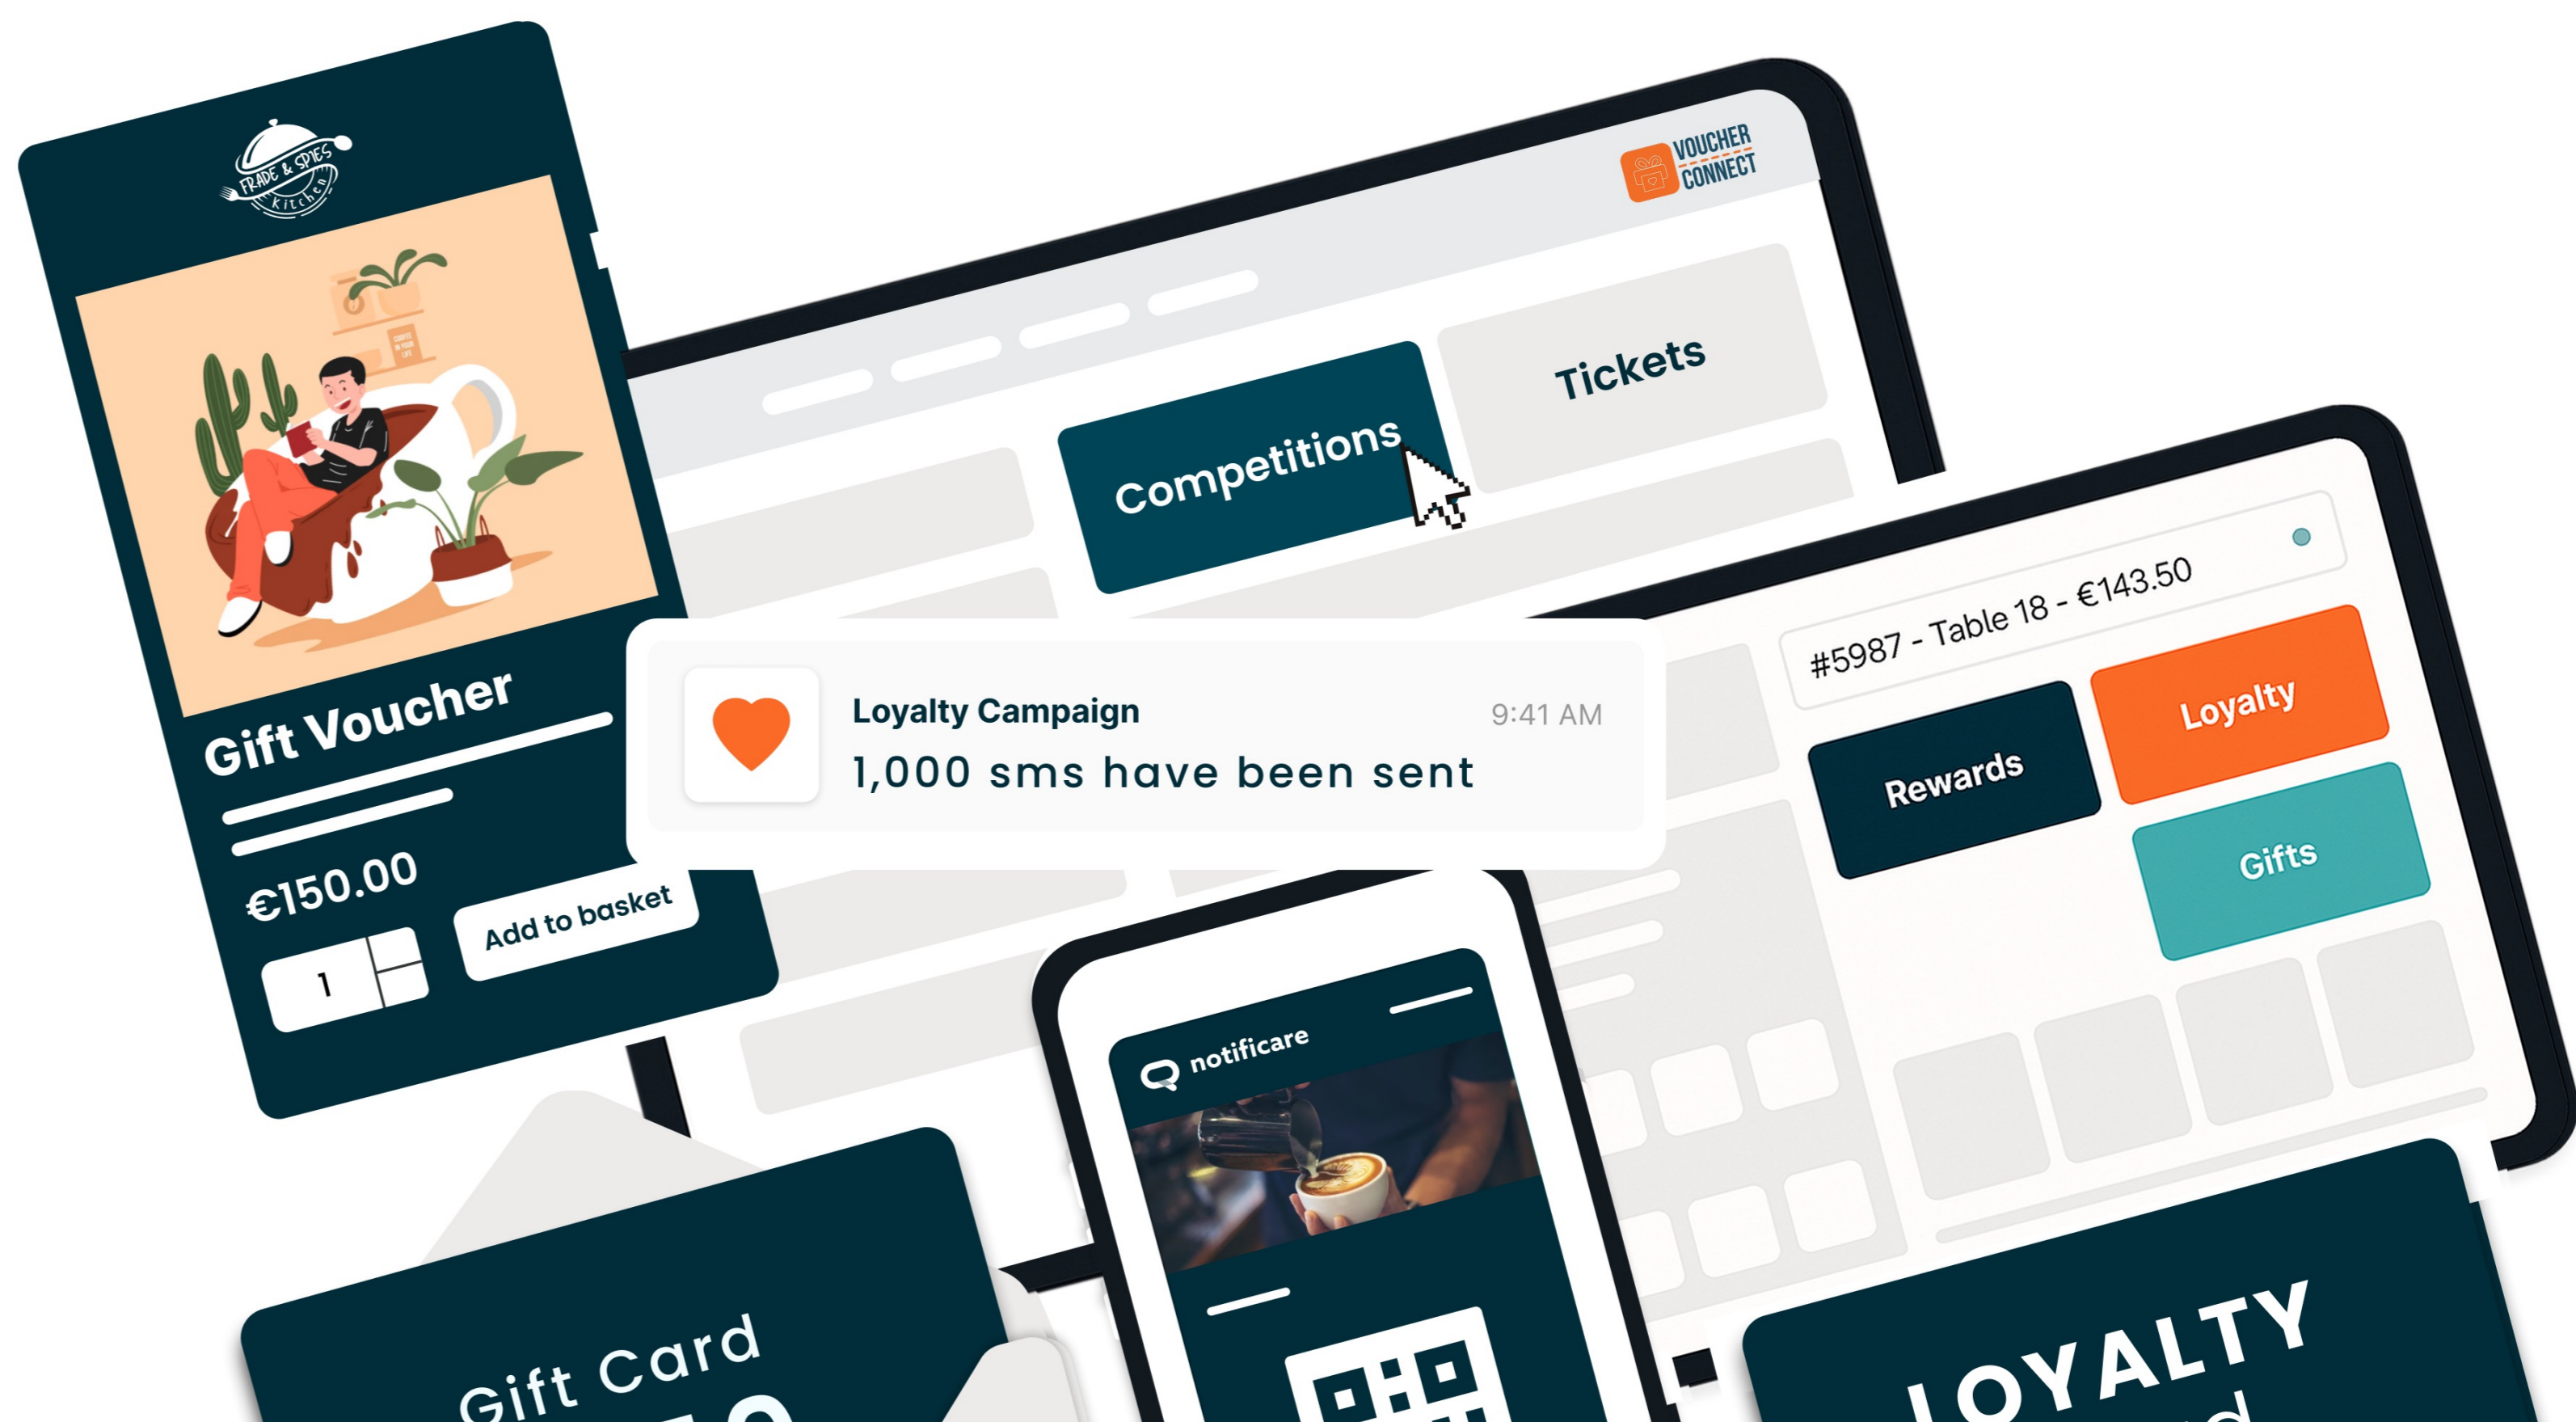 FRADE & SPIES
Kitchen
Gift Voucher
€150.00
1
Add to basket
VOUCHER
CONNECT
Competitions
Tickets
Loyalty Campaign
9:41 AM
1,000 sms have been sent
#5987 - Table 18 - €143.50
Rewards
Loyalty
Gifts
notificare
Gift Card
LOYALTY